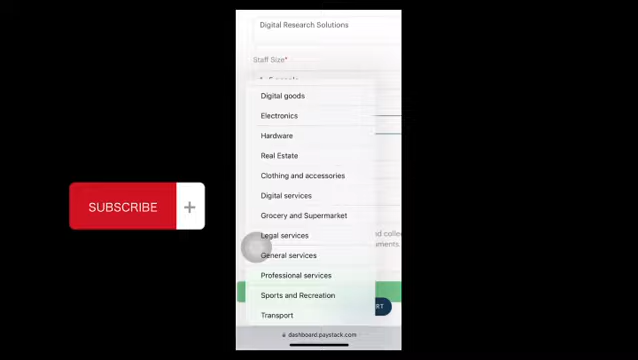 Digital Research Solutions
Staff Size*
Digital goods
Electronics
Hardware
Real Estate
Clothing and accessories
Digital services
Grocery and Supermarket
Legal services
General services
Professional services
Sports and Recreation
Transport
SUBSCRIBE +
dashboard.paystack.com